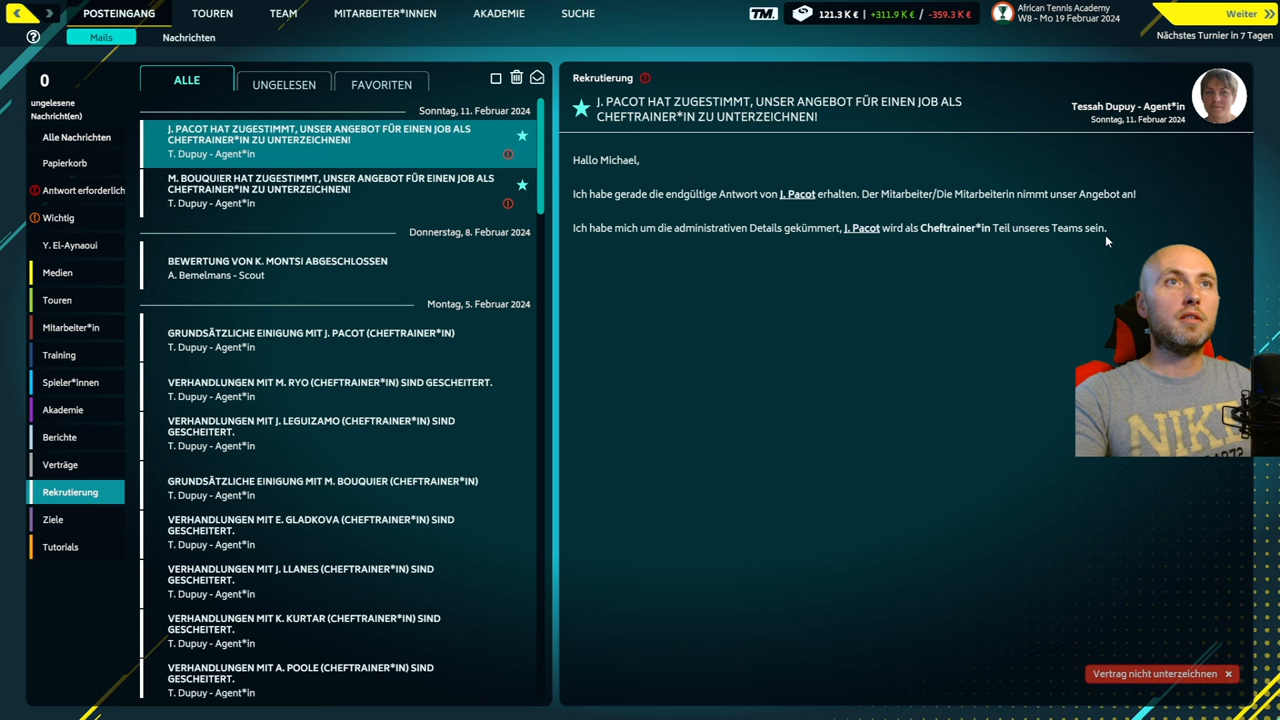 POSTEINGANG
TOUREN
TEAM
MITARBEITER*INNEN
AKADEMIE
SUCHE
TM.
121.3 K € | +311.9 K € / -359.3 K €
African Tennis Academy
W8 - Mo 19 Februar 2024
Weiter
Nächstes Turnier in 7 Tagen
Mails
Nachrichten
0
ungelesene
Nachricht(en)
Alle Nachrichten
Papierkorb
Antwort erforderlich
Wichtig
Y. El-Aynaoui
Medien
Touren
Mitarbeiter*in
Training
Spieler*innen
Akademie
Berichte
Verträge
Rekrutierung
Ziele
Tutorials
ALLE
UNGELESEN
FAVORITEN
Sonntag, 11. Februar 2024
J. PACOT HAT ZUGESTIMMT, UNSER ANGEBOT FÜR EINEN JOB ALS
CHEFTRAINER*IN ZU UNTERZEICHNEN!
T. Dupuy - Agent*in
M. BOUQUIER HAT ZUGESTIMMT, UNSER ANGEBOT FÜR EINEN JOB ALS
CHEFTRAINER*IN ZU UNTERZEICHNEN!
T. Dupuy - Agent*in
Donnerstag, 8. Februar 2024
BEWERTUNG VON K. MONTSI ABGESCHLOSSEN
A. Bemelmans - Scout
Montag, 5. Februar 2024
GRUNDSÄTZLICHE EINIGUNG MIT J. PACOT (CHEFTRAINER*IN)
T. Dupuy - Agent*in
VERHANDLUNGEN MIT M. RYO (CHEFTRAINER*IN) SIND GESCHEITERT.
T. Dupuy - Agent*in
VERHANDLUNGEN MIT J. LEGUIZAMO (CHEFTRAINER*IN) SIND
GESCHEITERT.
T. Dupuy - Agent*in
GRUNDSÄTZLICHE EINIGUNG MIT M. BOUQUIER (CHEFTRAINER*IN)
T. Dupuy - Agent*in
VERHANDLUNGEN MIT E. GLADKOVA (CHEFTRAINER*IN) SIND
GESCHEITERT.
T. Dupuy - Agent*in
VERHANDLUNGEN MIT J. LLANES (CHEFTRAINER*IN) SIND
GESCHEITERT.
T. Dupuy - Agent*in
VERHANDLUNGEN MIT K. KURTAR (CHEFTRAINER*IN) SIND
GESCHEITERT.
T. Dupuy - Agent*in
VERHANDLUNGEN MIT A. POOLE (CHEFTRAINER*IN) SIND
GESCHEITERT.
T. Dupuy - Agent*in
Rekrutierung
J. PACOT HAT ZUGESTIMMT, UNSER ANGEBOT FÜR EINEN JOB ALS
CHEFTRAINER*IN ZU UNTERZEICHNEN!
Tessah Dupuy - Agent*in
Sonntag, 11. Februar 2024
Hallo Michael,
Ich habe gerade die endgültige Antwort von J. Pacot erhalten. Der Mitarbeiter/Die Mitarbeiterin nimmt unser Angebot an!
Ich habe mich um die administrativen Details gekümmert, J. Pacot wird als Cheftrainer*in Teil unseres Teams sein.
NIKE
Vertrag nicht unterzeichnen